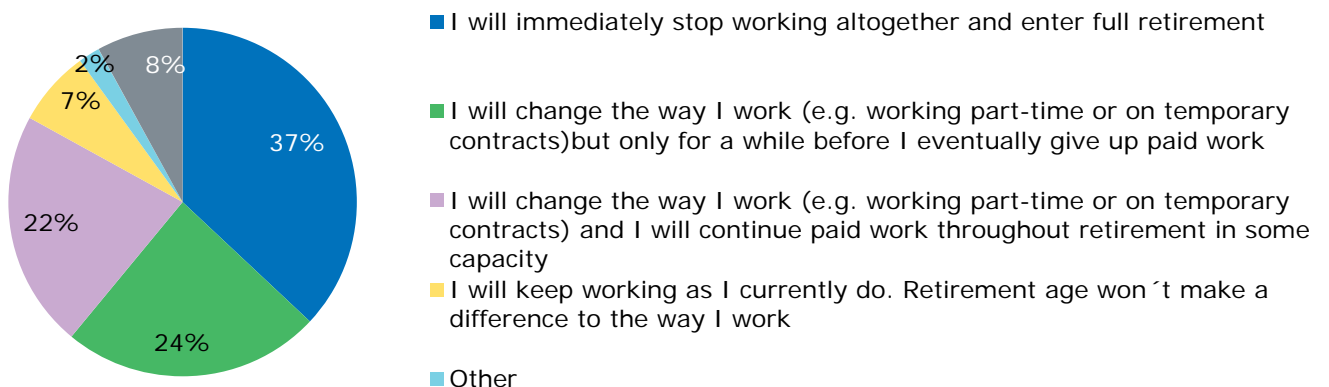 I will immediately stop working altogether and enter full retirement
2%
8%
7%
37%
I will change the way I work (e.g. working part-time or on temporary
contracts)but only for a while before I eventually give up paid work
22%
I will change the way I work (e.g. working part-time or on temporary
contracts) and I will continue paid work throughout retirement in some
capacity
I will keep working as I currently do. Retirement age won´t make a
difference to the way I work
24%
Other